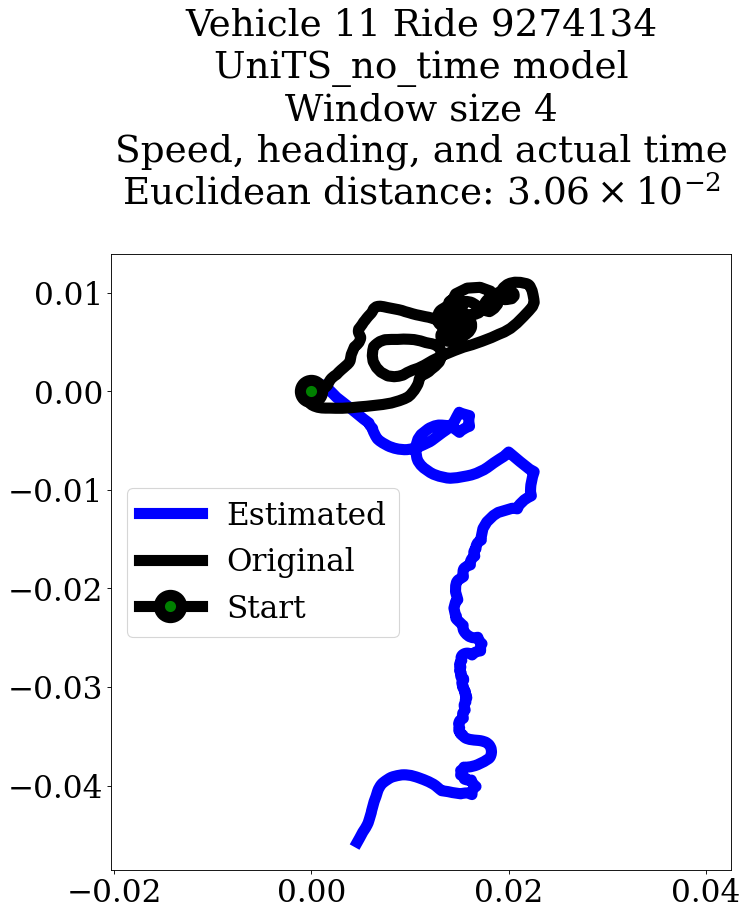 Vehicle 11 Ride 9274134
UniTS_no_time model
Window size 4
Speed, heading, and actual time
Euclidean distance: 3.06 × 10⁻²
0.01
0.00
−0.01
−0.02
−0.03
−0.04
Estimated
Original
Start
−0.02
0.00
0.02
0.04